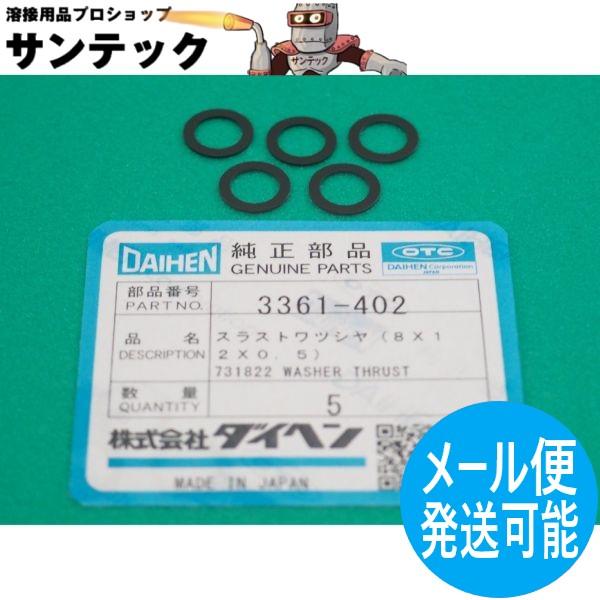 溶接用品プロショップ
サンテック
サンテック
DAIHEN 純正部品 OTC
GENUINE PARTS DAIHEN Corporation
JAPAN
部品番号
PART NO. 3361-402
品名 スラストワツシヤ(8×1
DESCRIPTION 2×0.5)
731822 WASHER THRUST
数量
QUANTITY 5
株式会社ダイヘン
MADE IN JAPAN
メール便
発送可能